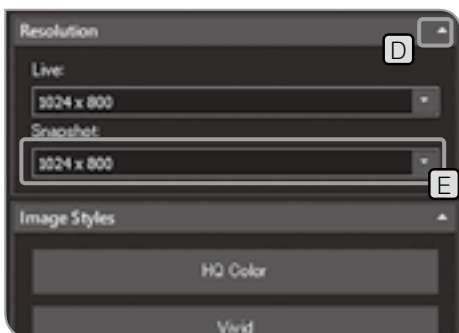 Resolution
D
Live:
1024 x 800
Snapshot:
1024 x 800
E
Image Styles
HQ Color
Vivid